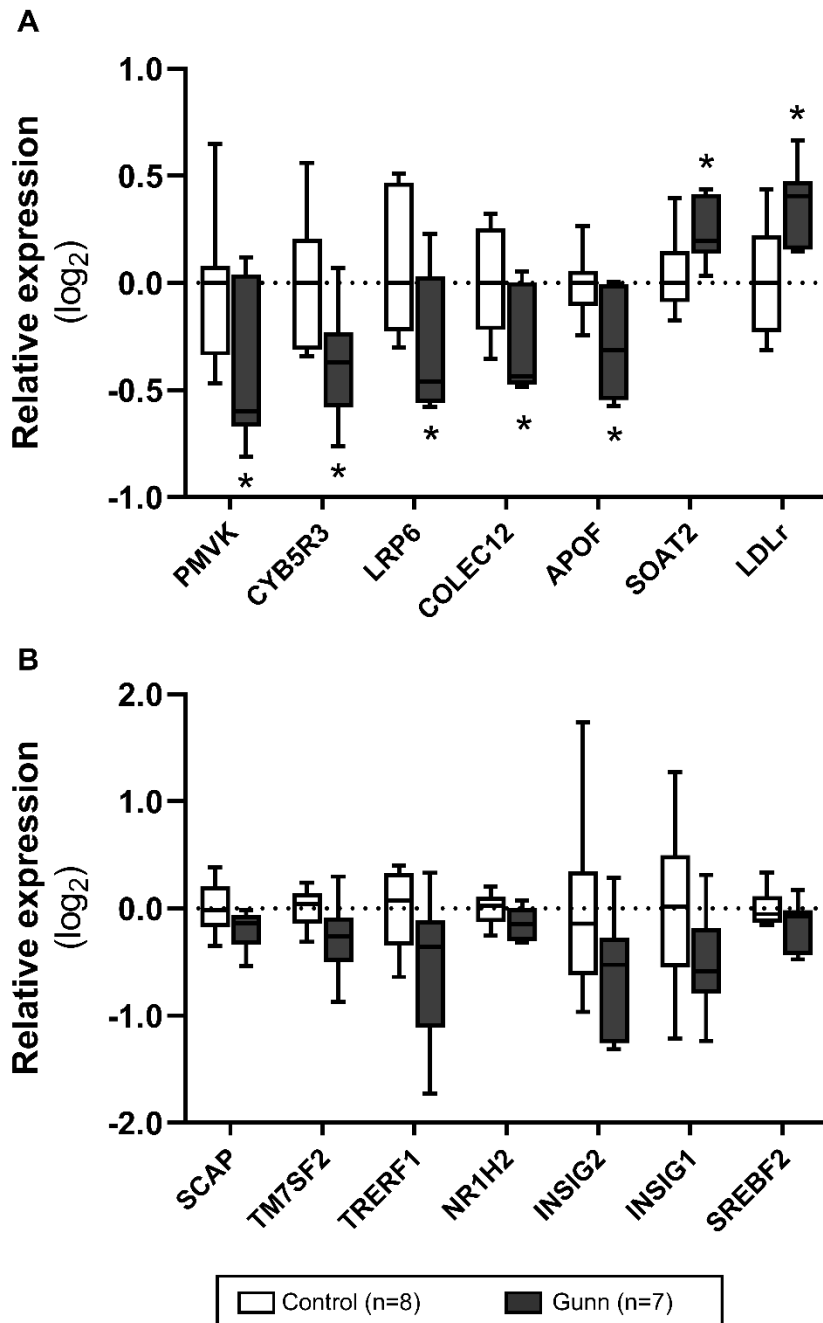 A
Relative expression
(log2)
1.0
0.5
0.0
-0.5
-1.0
* * * * * * *
PMVK CYB5R3 LRP6 COLEC12 APOF SOAT2 LDLr
B
Relative expression
(log2)
2.0
1.0
0.0
-1.0
-2.0
SCAP TM7SF2 TRERF1 NR1H2 INSIG2 INSIG1 SREBF2
Control (n=8) Gunn (n=7)